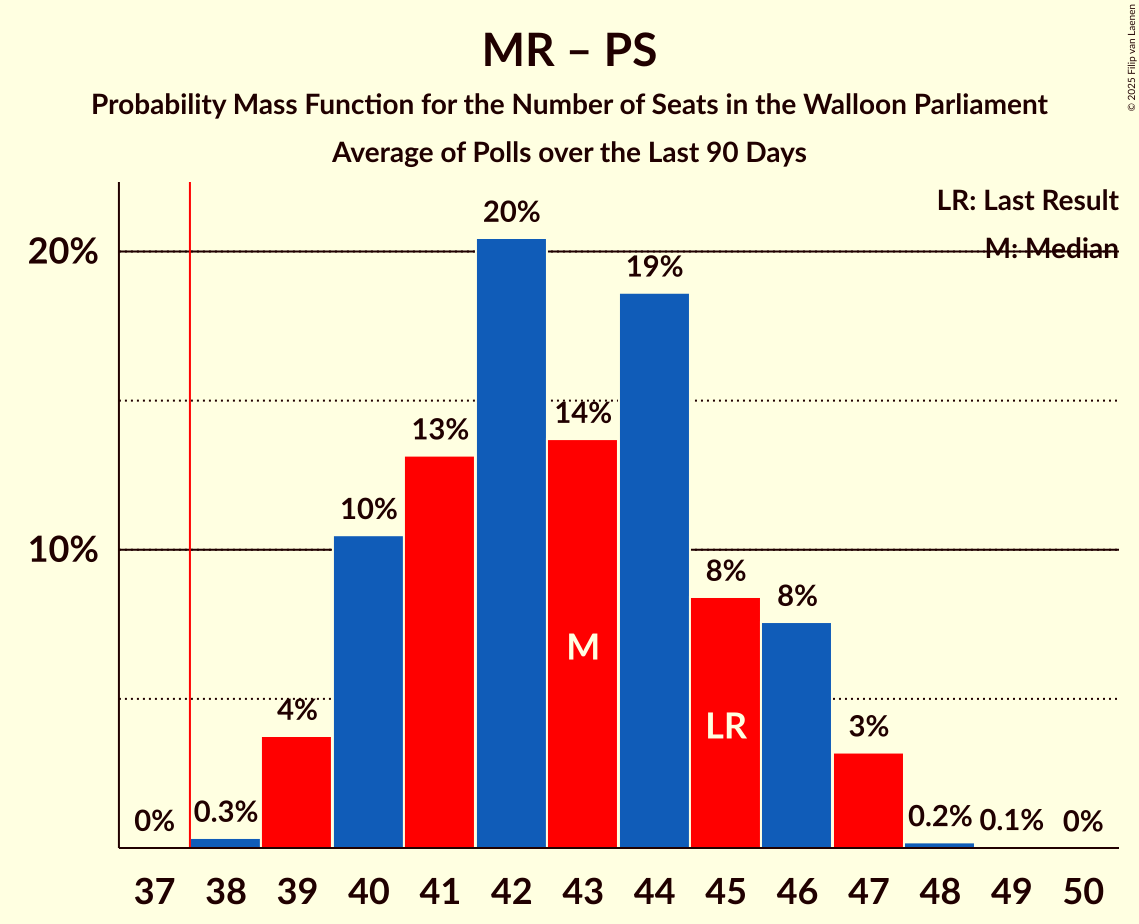 MR – PS
Probability Mass Function for the Number of Seats in the Walloon Parliament
Average of Polls over the Last 90 Days
© 2025 Filip van Laenen
LR: Last Result
M: Median
20%
10%
0%
0.3%
4%
10%
13%
20%
14%
19%
8%
8%
3%
0.2%
0.1%
0%
M
LR
37 38 39 40 41 42 43 44 45 46 47 48 49 50